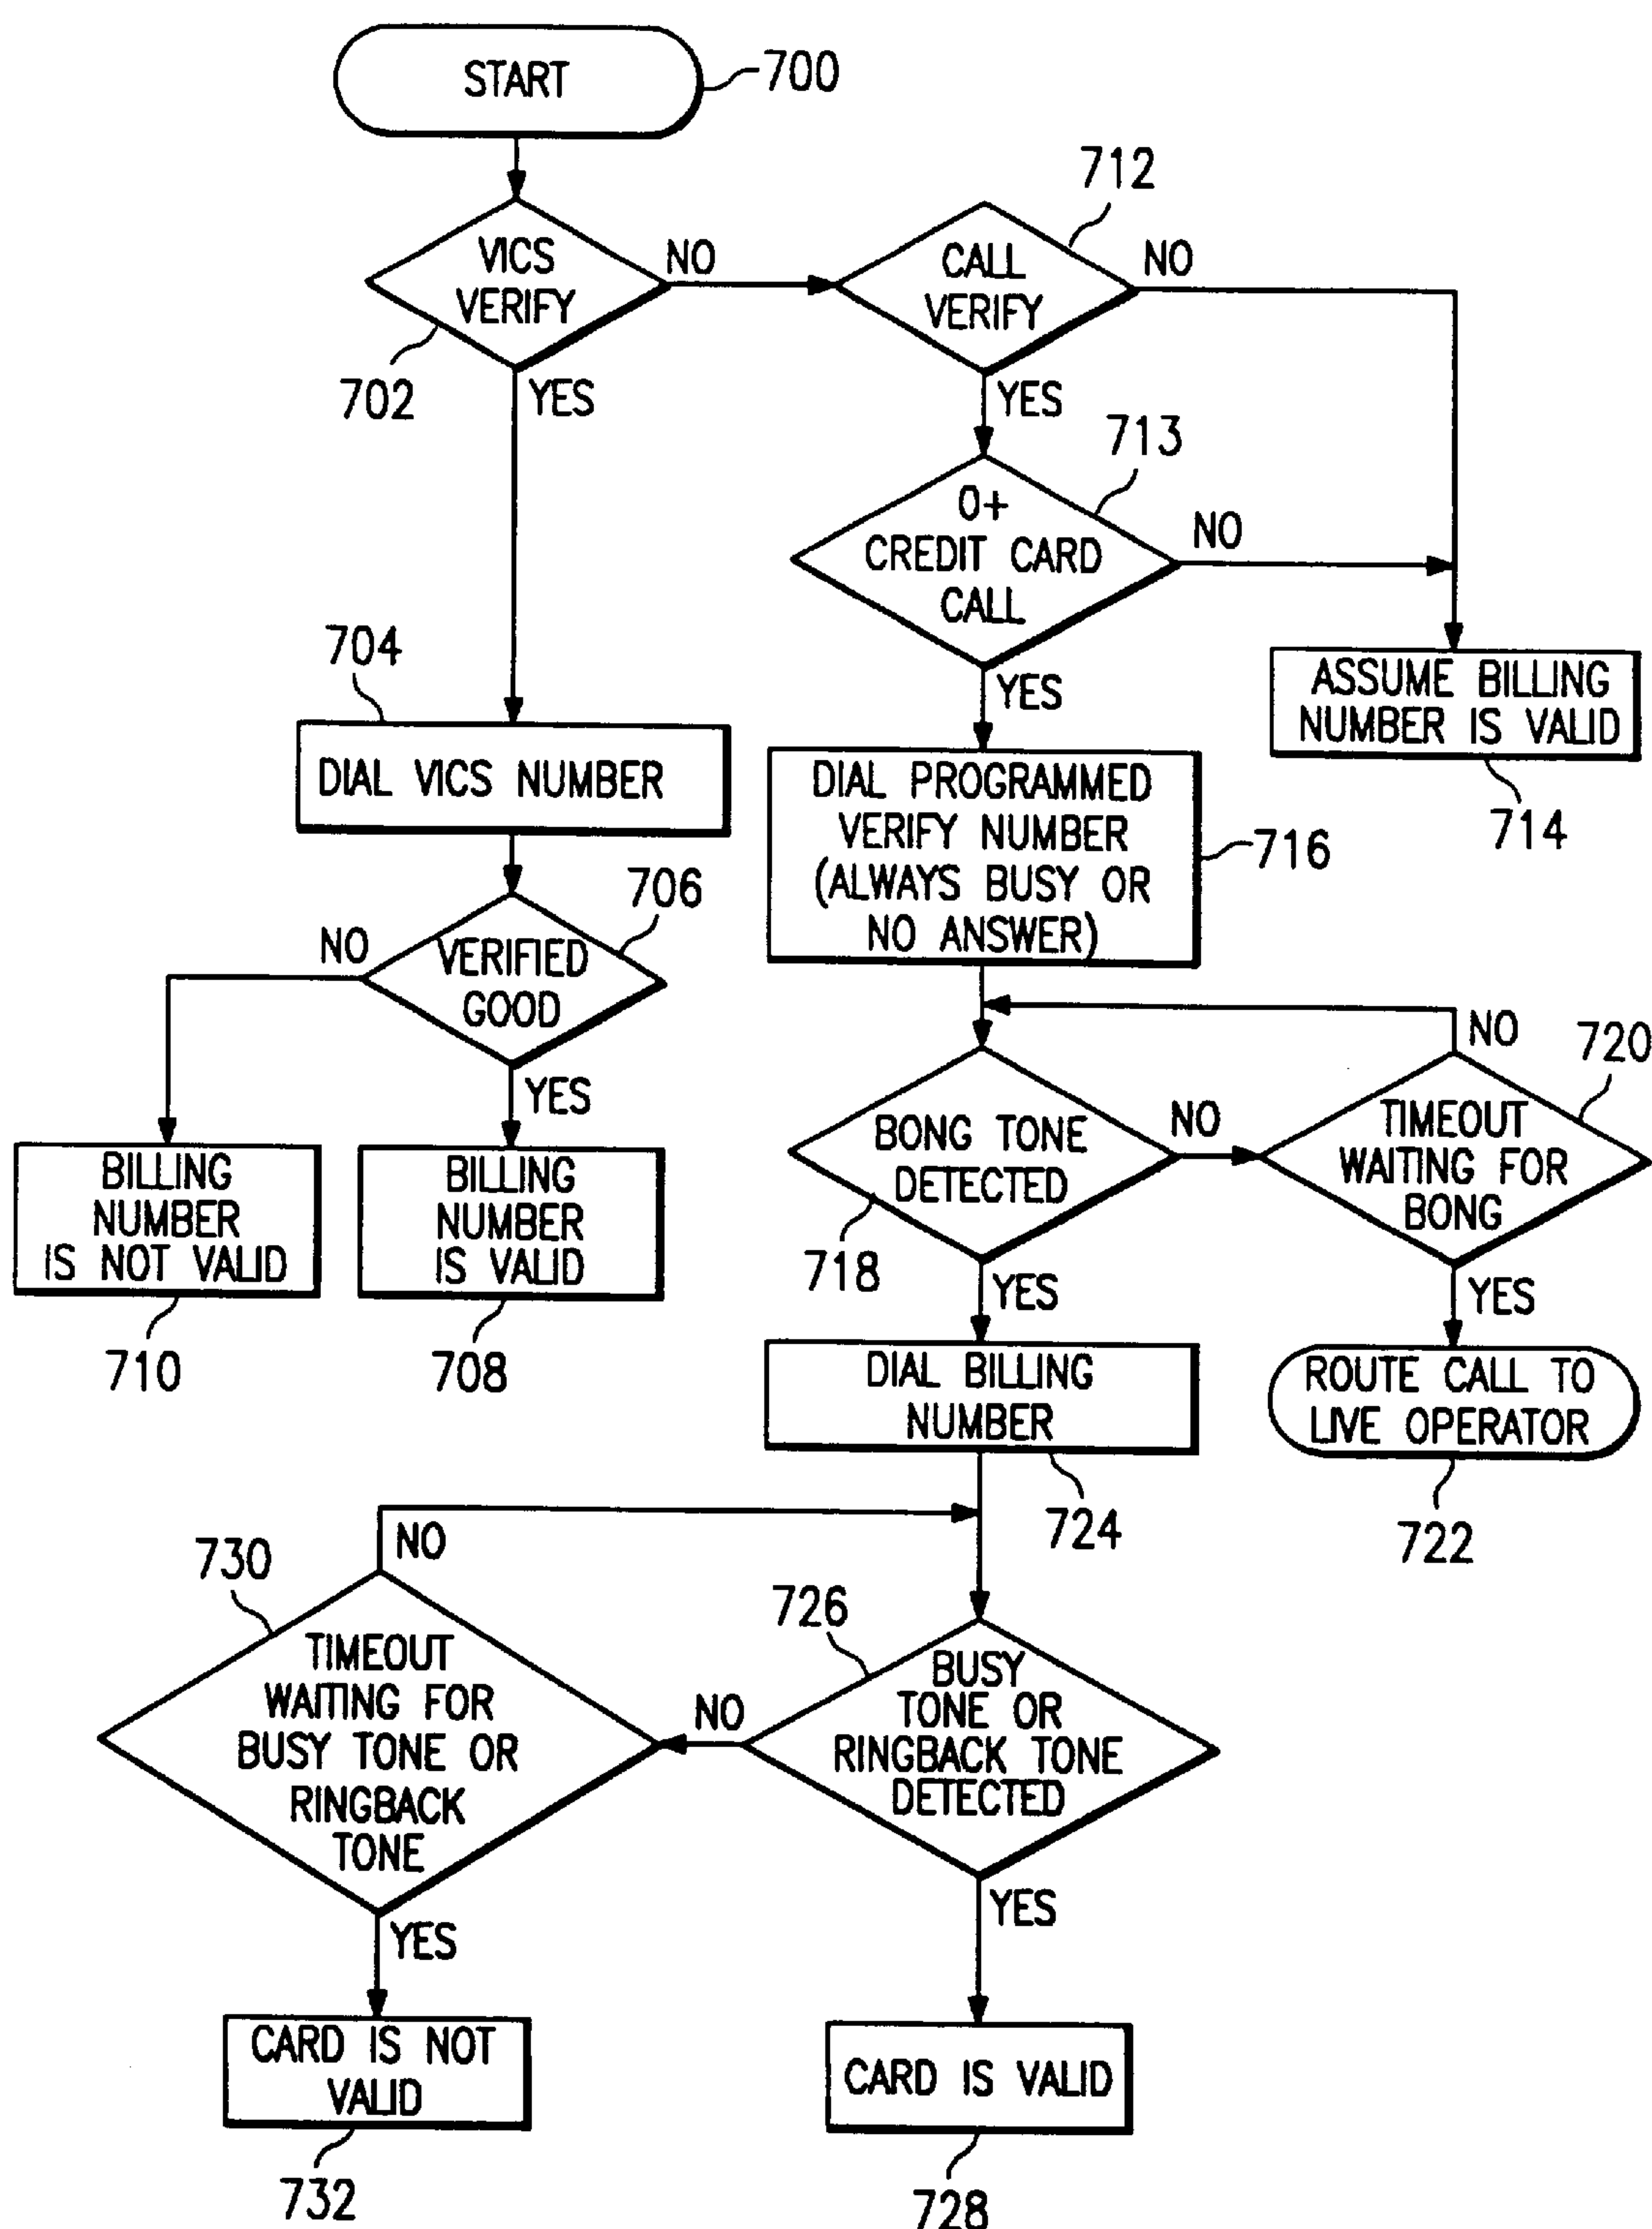 START
700
VICS
VERIFY
702
NO
YES
CALL
VERIFY
712
NO
YES
0+
CREDIT CARD
CALL
713
NO
YES
ASSUME BILLING
NUMBER IS VALID
714
704
DIAL VICS NUMBER
DIAL PROGRAMMED
VERIFY NUMBER
(ALWAYS BUSY OR
NO ANSWER)
716
VERIFIED
GOOD
706
NO
YES
BILLING
NUMBER
IS NOT VALID
710
BILLING
NUMBER
IS VALID
708
BONG TONE
DETECTED
718
NO
YES
TIMEOUT
WAITING FOR
BONG
720
NO
YES
ROUTE CALL TO
LIVE OPERATOR
722
DIAL BILLING
NUMBER
724
730
NO
TIMEOUT
WAITING FOR
BUSY TONE OR
RINGBACK
TONE
YES
726
BUSY
TONE OR
RINGBACK TONE
DETECTED
NO
YES
CARD IS NOT
VALID
732
CARD IS VALID
728